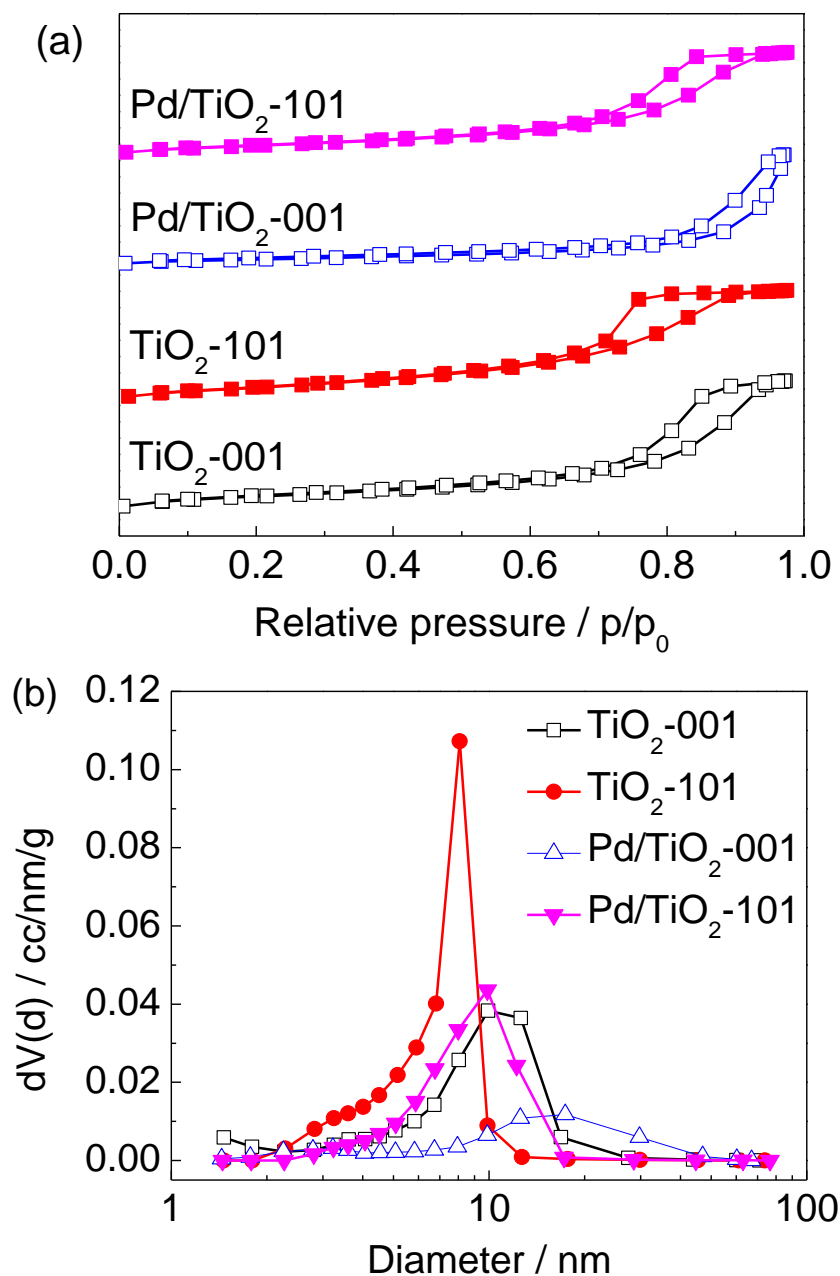 (a)
Pd/TiO₂-101
Pd/TiO₂-001
TiO₂-101
TiO₂-001
0.0 0.2 0.4 0.6 0.8 1.0
Relative pressure / p/p₀
(b)
0.12
0.10
0.08
0.06
0.04
0.02
0.00
dV(d) / cc/nm/g
TiO₂-001
TiO₂-101
Pd/TiO₂-001
Pd/TiO₂-101
1 10 100
Diameter / nm